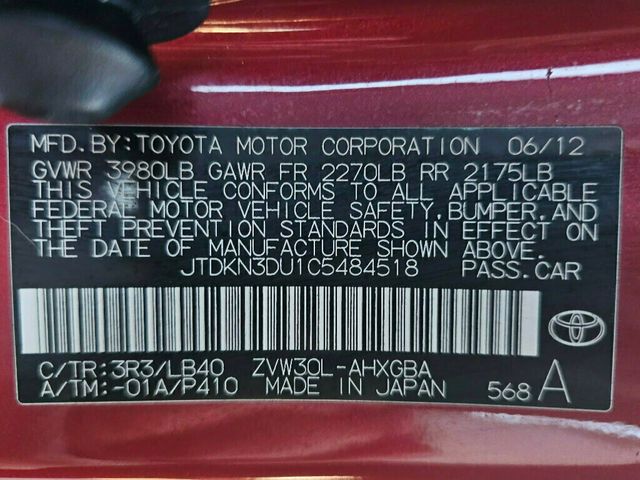 MFD. BY: TOYOTA MOTOR CORPORATION 06/12
GVWR 3980LB GAWR FR 2270LB RR 2175LB
THIS VEHICLE CONFORMS TO ALL APPLICABLE
FEDERAL MOTOR VEHICLE SAFETY, BUMPER, AND
THEFT PREVENTION STANDARDS IN EFFECT ON
THE DATE OF MANUFACTURE SHOWN ABOVE.
JTDKN3DU1C5484518 PASS. CAR
C/TR: 3R3/LB40 ZVW30L-AHXGBA
A/TM: -01A/P410 MADE IN JAPAN 568 A